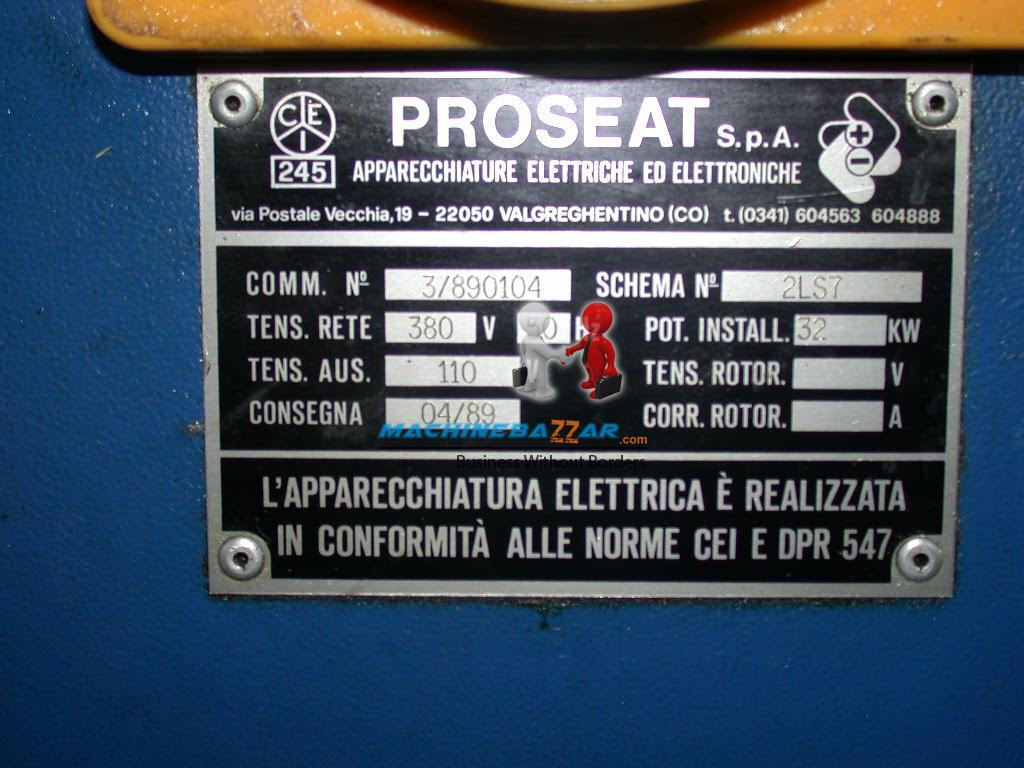 CEI
245
PROSEAT S.p.A.
APPARECCHIATURE ELETTRICHE ED ELETTRONICHE
via Postale Vecchia,19 – 22050 VALGREGHENTINO (CO) t. (0341) 604563 604888
COMM. Nº 3/890104 SCHEMA Nº 2LS7
TENS. RETE 380 V 50 Hz POT. INSTALL. 32 KW
TENS. AUS. 110 TENS. ROTOR. V
CONSEGNA 04/89 CORR. ROTOR. A
MACHINEBAZZAR.com
Business Without Borders
L'APPARECCHIATURA ELETTRICA È REALIZZATA
IN CONFORMITÀ ALLE NORME CEI E DPR 547